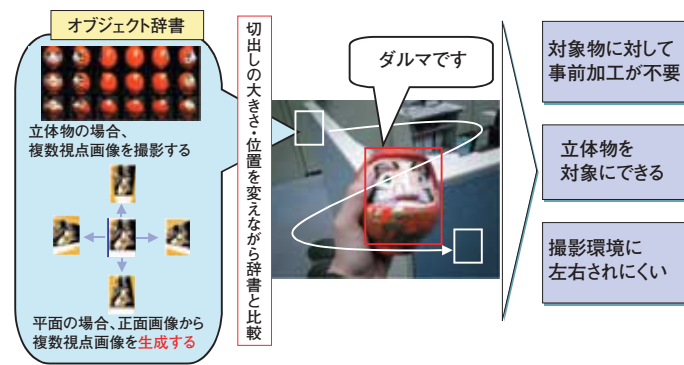 オブジェクト辞書
立体物の場合、
複数視点画像を撮影する
平面の場合、正面画像から
複数視点画像を生成する
切出しの大きさ・位置を変えながら辞書と比較
ダルマです
対象物に対して
事前加工が不要
立体物を
対象にできる
撮影環境に
左右されにくい